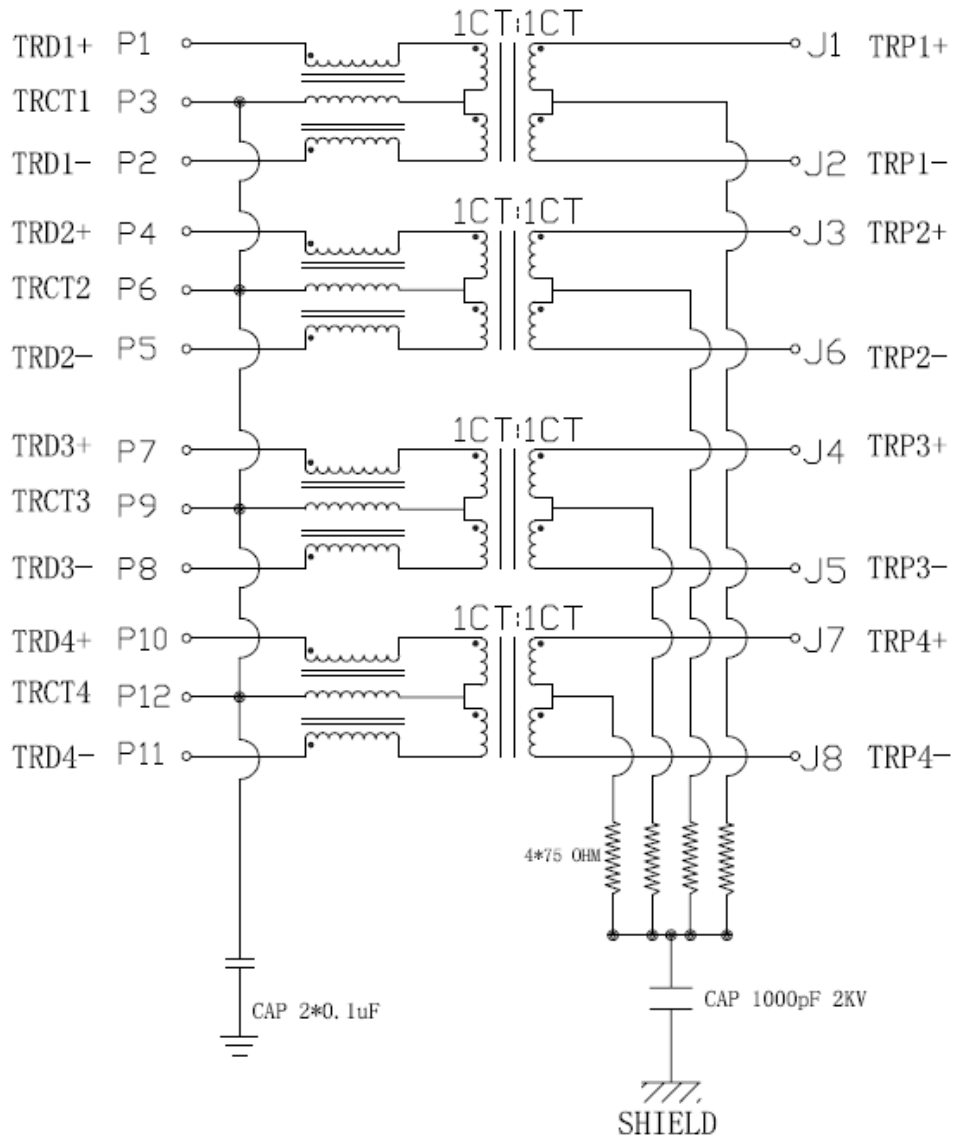 1CT:1CT
TRD1+ P1 J1 TRP1+
TRCT1 P3
TRD1- P2 J2 TRP1-
1CT:1CT
TRD2+ P4 J3 TRP2+
TRCT2 P6
TRD2- P5 J6 TRP2-
1CT:1CT
TRD3+ P7 J4 TRP3+
TRCT3 P9
TRD3- P8 J5 TRP3-
1CT:1CT
TRD4+ P10 J7 TRP4+
TRCT4 P12
TRD4- P11 J8 TRP4-
4*75 OHM
CAP 2*0.1uF
CAP 1000pF 2KV
SHIELD